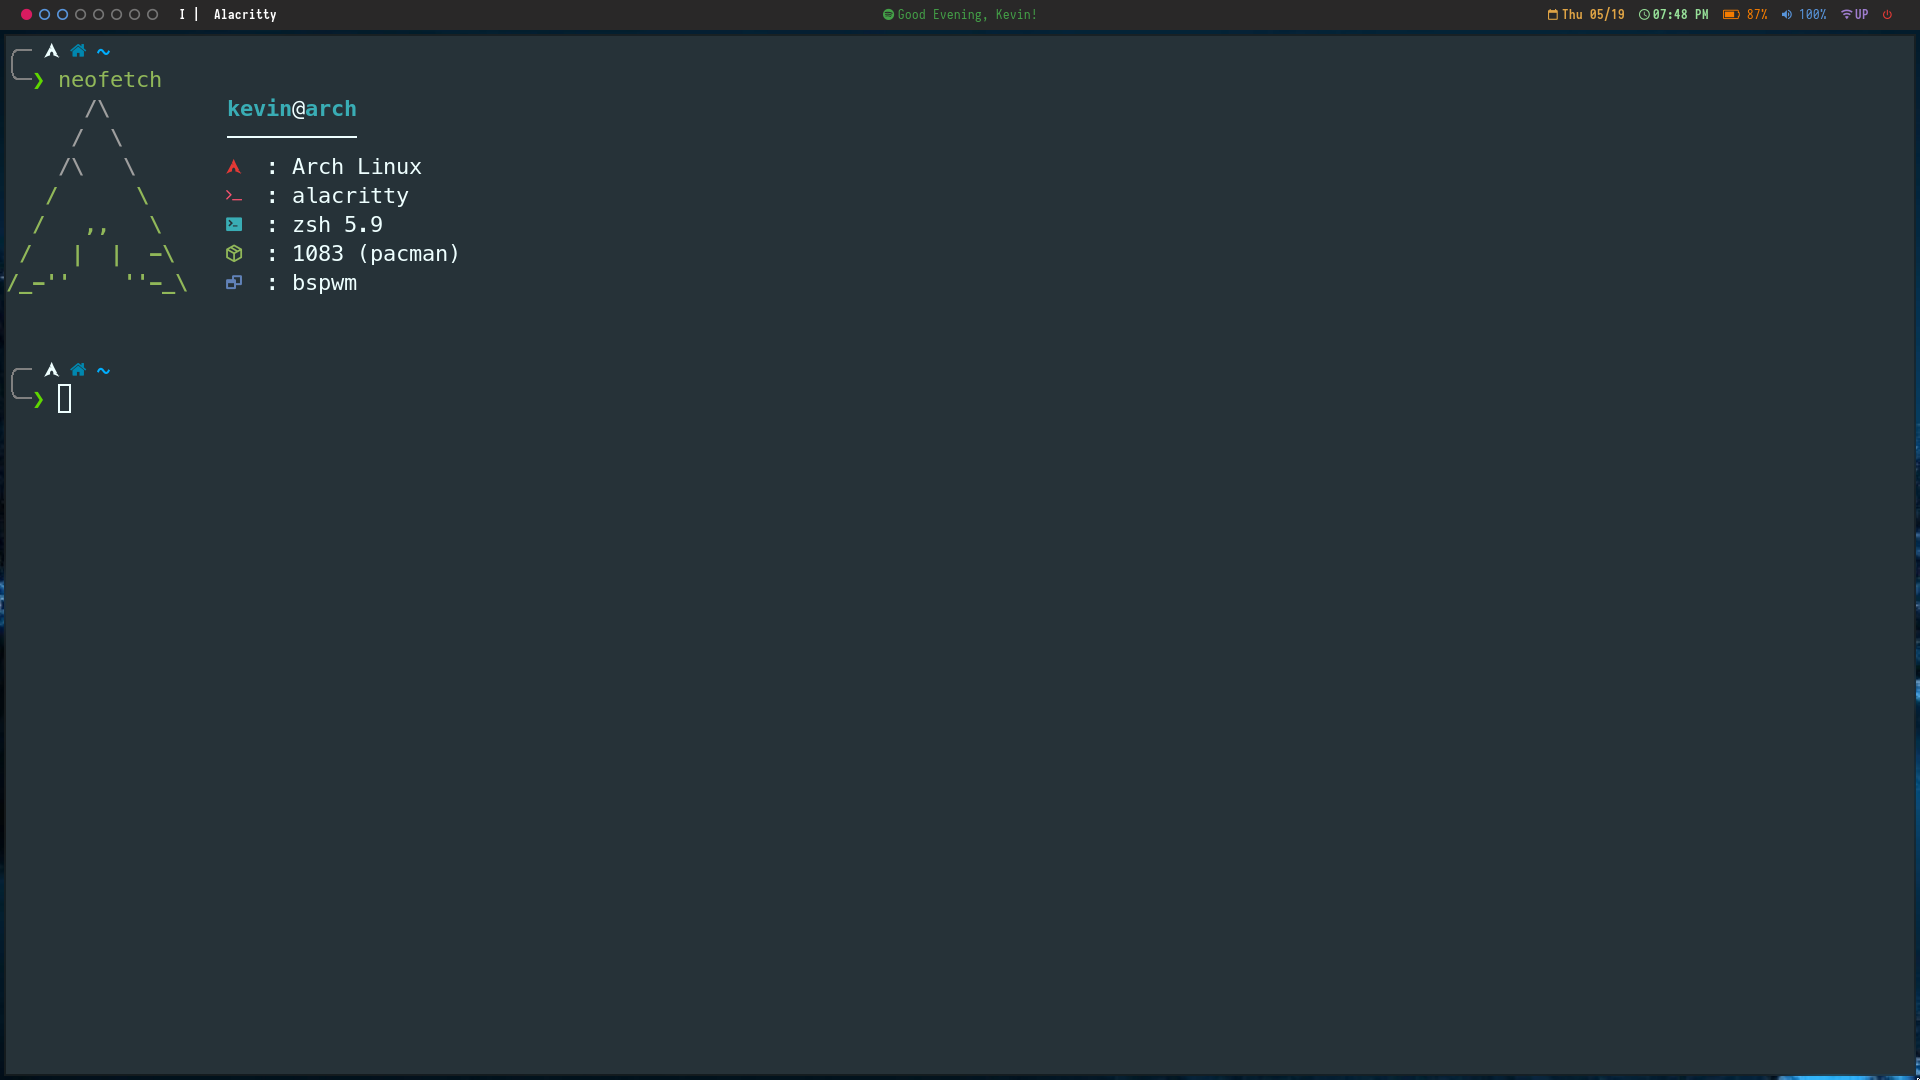 I | Alacritty
Good Evening, Kevin!
Thu 05/19 07:48 PM 87% 100% UP
~
❯ neofetch
kevin@arch
: Arch Linux
: alacritty
: zsh 5.9
: 1083 (pacman)
: bspwm
~
❯